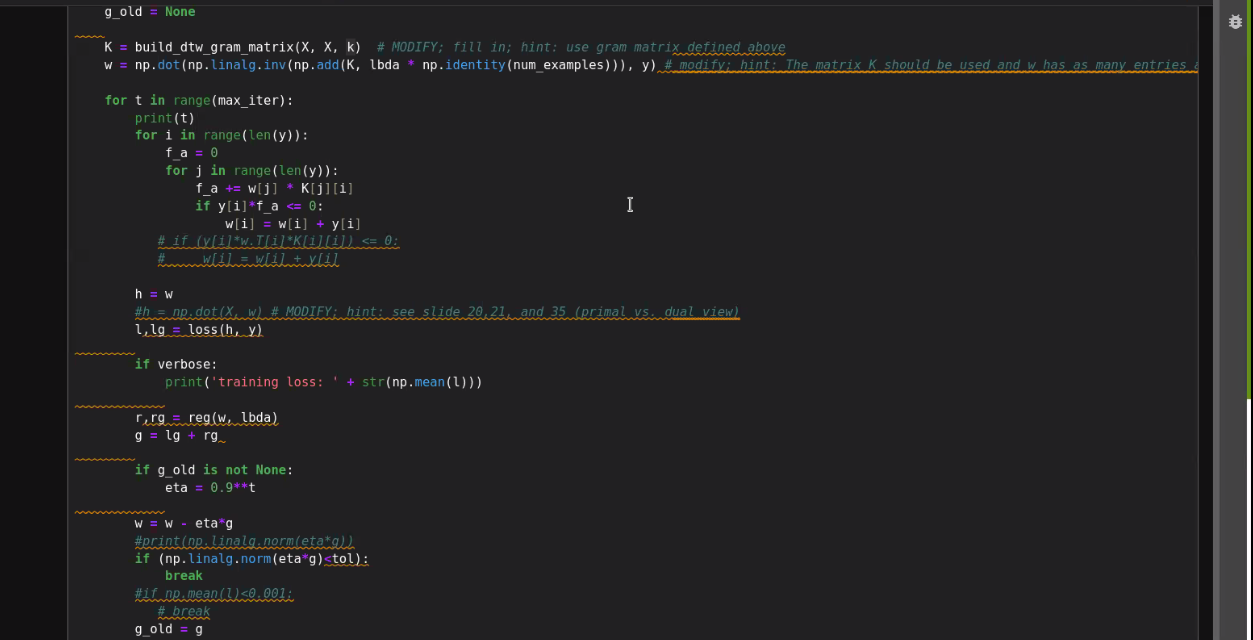 g_old = None
K = build_dtw_gram_matrix(X, X, k)  # MODIFY; fill in; hint: use gram matrix defined above
w = np.dot(np.linalg.inv(np.add(K, lbda * np.identity(num_examples))), y) # modify; hint: The matrix K should be used and w has as many entries
for t in range(max_iter):
print(t)
for i in range(len(y)):
f_a = 0
for j in range(len(y)):
f_a += w[j] * K[j][i]
if y[i]*f_a <= 0:
w[i] = w[i] + y[i]
# if (y[i]*w.T[i]*K[i][i]) <= 0:
#     w[i] = w[i] + y[i]
h = w
#h = np.dot(X, w) # MODIFY; hint: see slide 20,21, and 35 (primal vs. dual view)
l,lg = loss(h, y)
if verbose:
print('training loss: ' + str(np.mean(l)))
r,rg = reg(w, lbda)
g = lg + rg
if g_old is not None:
eta = 0.9**t
w = w - eta*g
#print(np.linalg.norm(eta*g))
if (np.linalg.norm(eta*g)<tol):
break
#if np.mean(l)<0.001:
# break
g_old = g